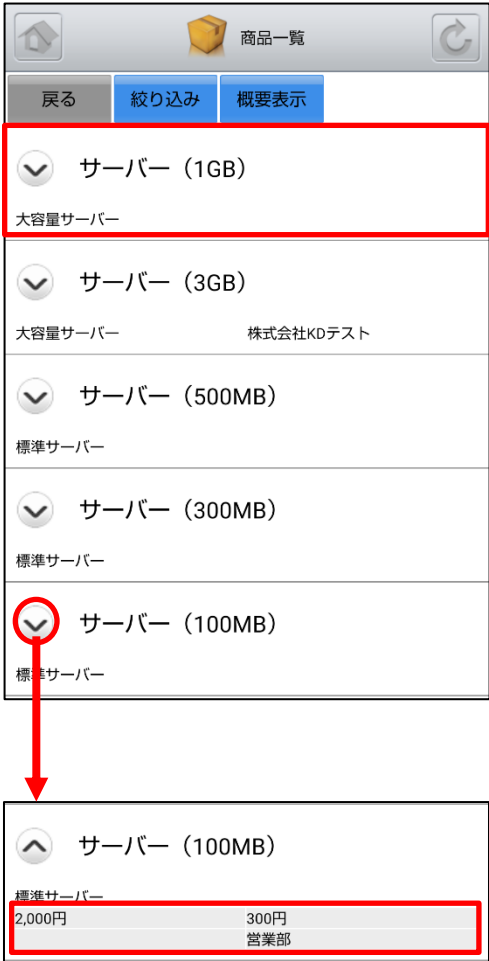 商品一覧
戻る 絞り込み 概要表示
サーバー（1GB）
大容量サーバー
サーバー（3GB）
大容量サーバー 株式会社KDテスト
サーバー（500MB）
標準サーバー
サーバー（300MB）
標準サーバー
サーバー（100MB）
標準サーバー
サーバー（100MB）
標準サーバー
2,000円 300円
営業部